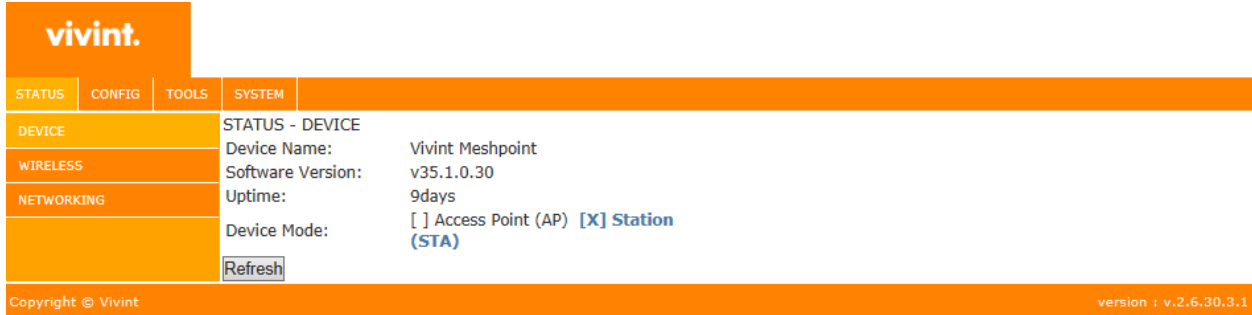 vivint.
STATUS CONFIG TOOLS SYSTEM
DEVICE
WIRELESS
NETWORKING
STATUS - DEVICE
Device Name: Vivint Meshpoint
Software Version: v35.1.0.30
Uptime: 9days
Device Mode: [ ] Access Point (AP) [X] Station
(STA)
Refresh
Copyright © Vivint version : v.2.6.30.3.1